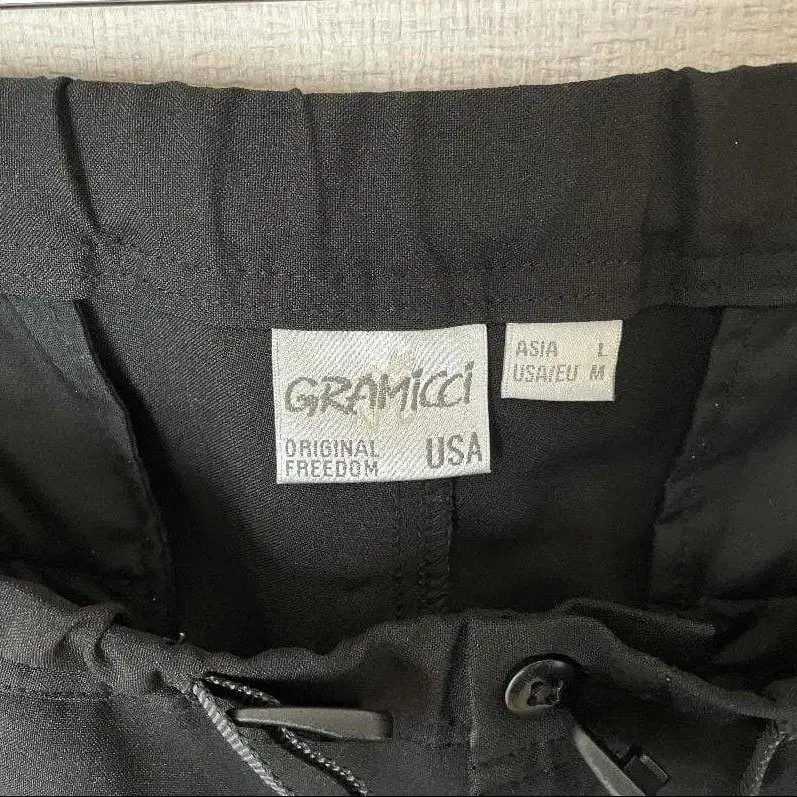 GRAMICCI
ORIGINAL
FREEDOM
USA
ASIA L
USA/EU M